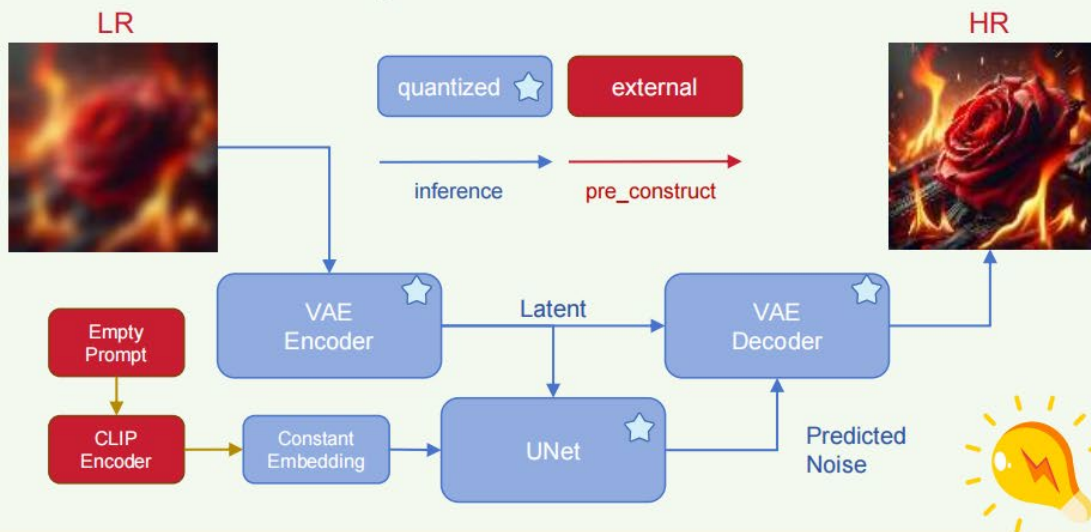 LR
HR
quantized
external
inference
pre_construct
VAE
Encoder
Latent
VAE
Decoder
Empty
Prompt
CLIP
Encoder
Constant
Embedding
UNet
Predicted
Noise